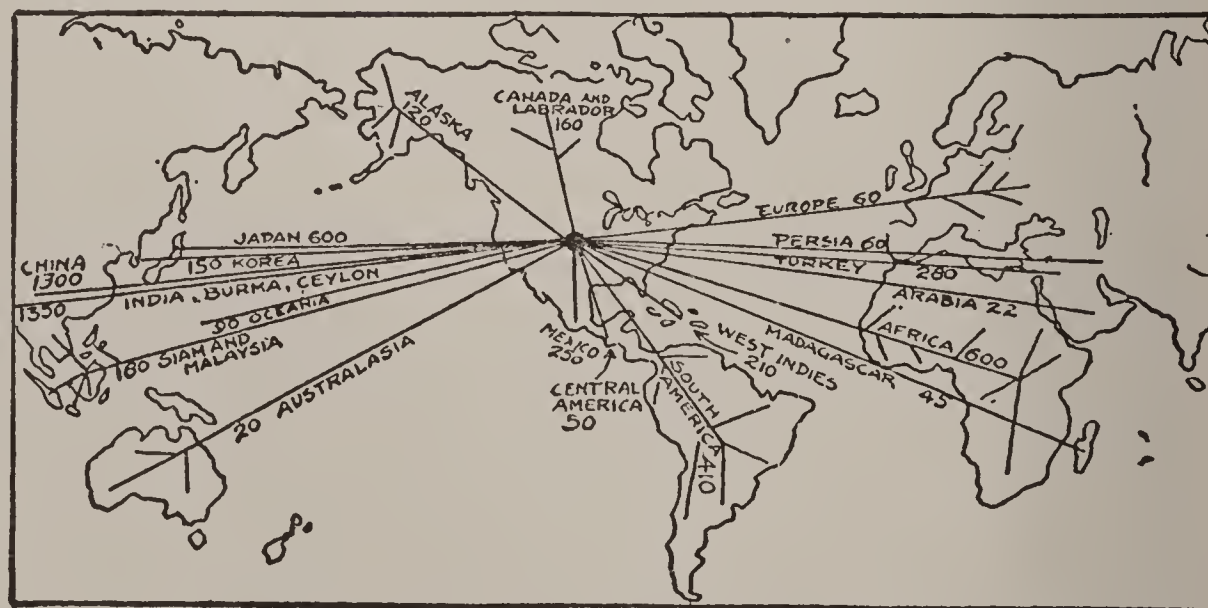 ALASKA
120
CANADA AND
LABRADOR
160
EUROPE 60
JAPAN 600
150 KOREA
CHINA
1300
1350
INDIA, BURMA, CEYLON
DO OCEANIA
180 SIAM AND
MALAYSIA
20 AUSTRALASIA
MEXICO
250
CENTRAL
AMERICA
50
WEST INDIES
210
SOUTH
AMERICA
410
PERSIA 60
TURKEY 280
ARABIA 22
AFRICA 1600
MADAGASCAR 45